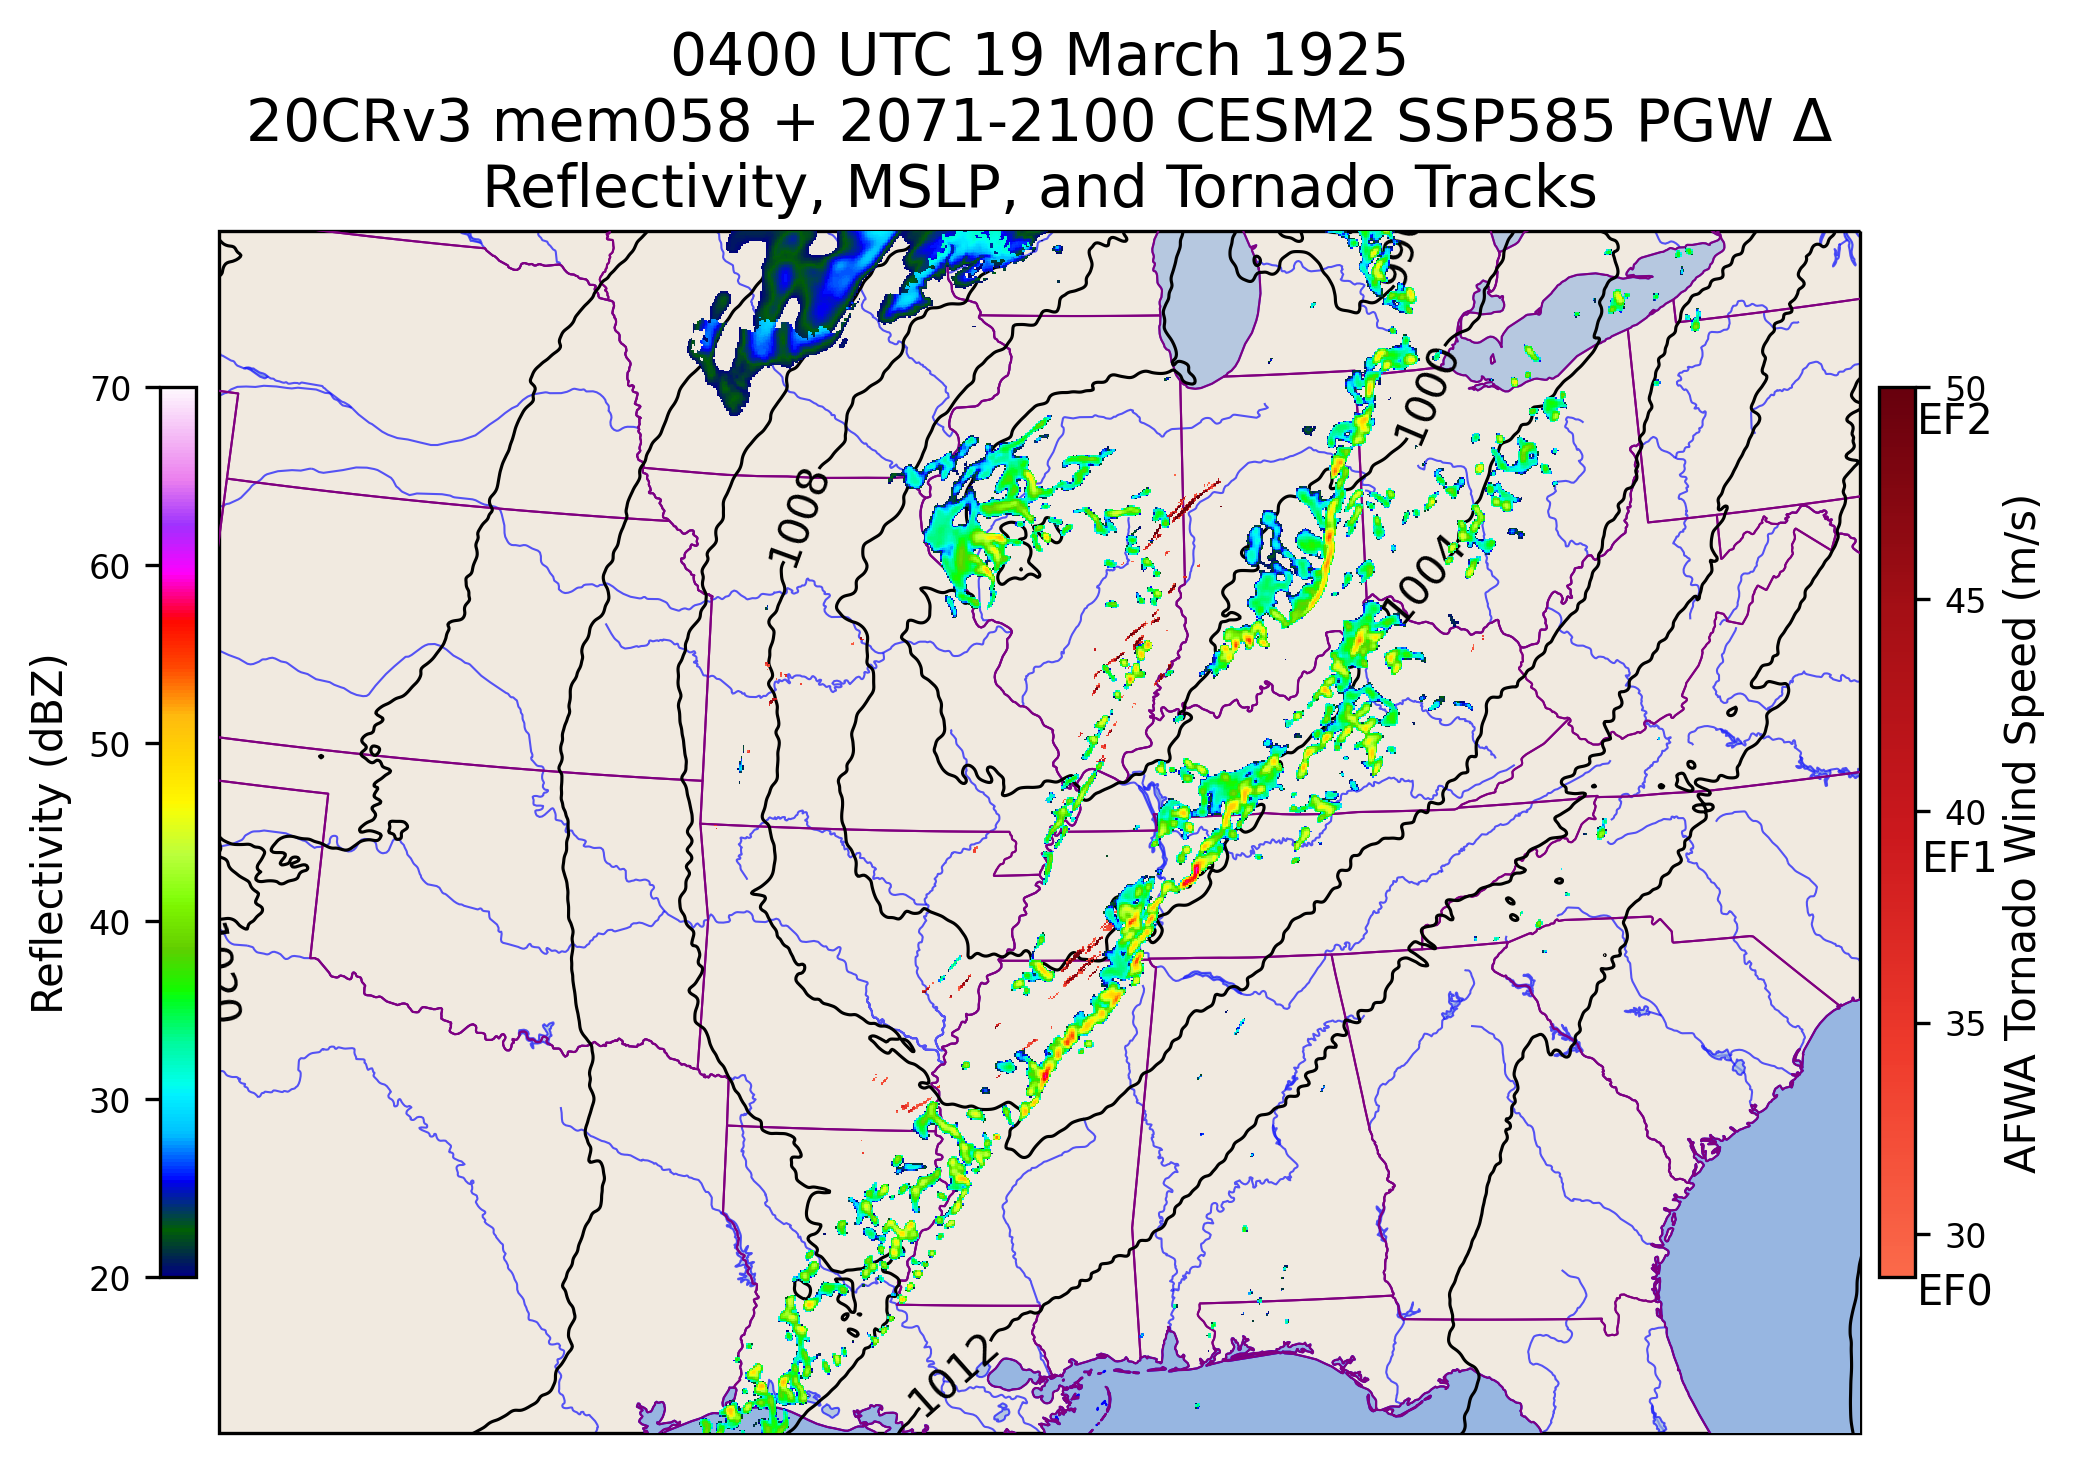 0400 UTC 19 March 1925
20CRv3 mem058 + 2071-2100 CESM2 SSP585 PGW Δ
Reflectivity, MSLP, and Tornado Tracks
Reflectivity (dBZ)
70
60
50
40
30
20
996
1000
1008
1004
1020
1012
50
EF2
45
40
EF1
35
30
EF0
AFWA Tornado Wind Speed (m/s)